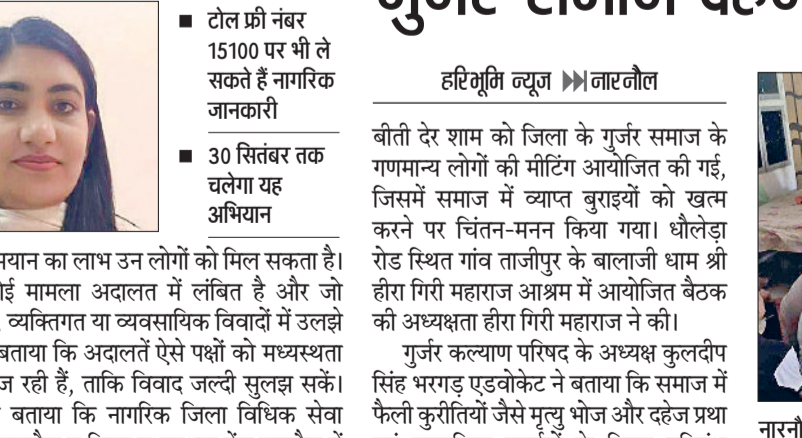 टोल फ्री नंबर
15100 पर भी ले
सकते हैं नागरिक
जानकारी
30 सितंबर तक
चलेगा यह
अभियान
का लाभ उन लोगों को मिल सकता है।
मामला अदालत में लंबित है और जो
व्यक्तिगत या व्यवसायिक विवादों में उलझे
बताया कि अदालतें ऐसे पक्षों को मध्यस्थता
रही हैं, ताकि विवाद जल्दी सुलझ सकें।
बताया कि नागरिक जिला विधिक सेवा
हरिभूमि न्यूज नारनौल
बीती देर शाम को जिला के गुर्जर समाज के
गणमान्य लोगों की मीटिंग आयोजित की गई,
जिसमें समाज में व्याप्त बुराइयों को खत्म
करने पर चिंतन-मनन किया गया। धौलेड़ा
रोड स्थित गांव ताजीपुर के बालाजी धाम श्री
हीरा गिरी महाराज आश्रम में आयोजित बैठक
की अध्यक्षता हीरा गिरी महाराज ने की।
गुर्जर कल्याण परिषद के अध्यक्ष कुलदीप
सिंह भरगड़ एडवोकेट ने बताया कि समाज में
फैली कुरीतियों जैसे मृत्यु भोज और दहेज प्रथा